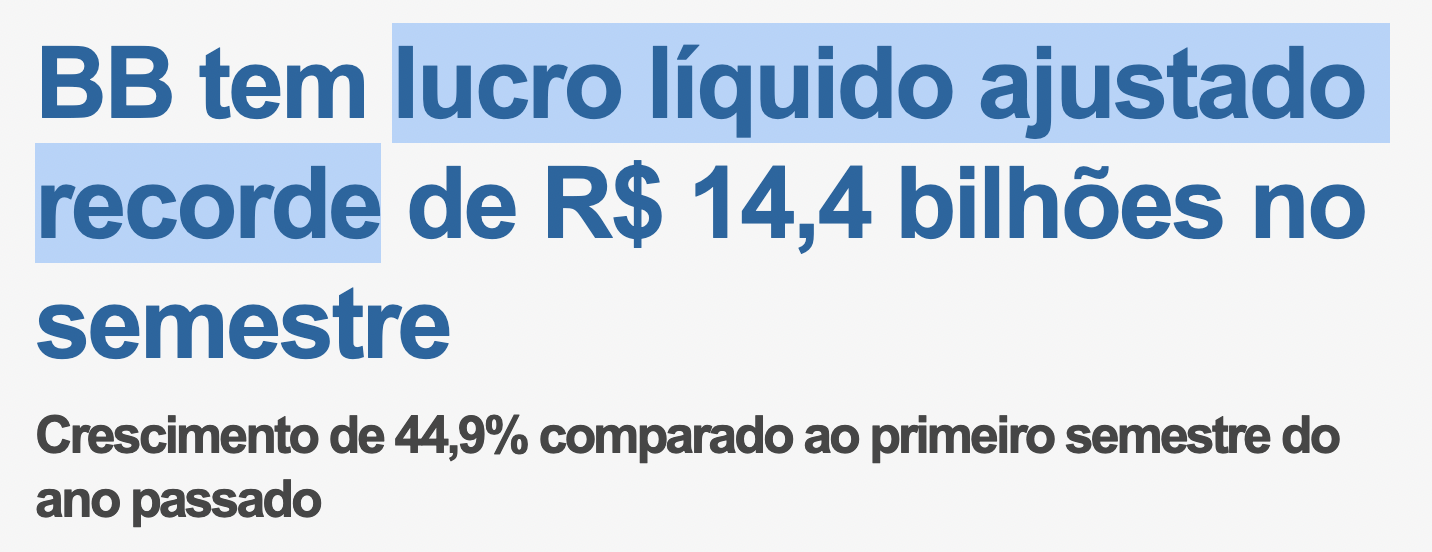 BB tem lucro líquido ajustado
recorde de R$ 14,4 bilhões no
semestre
Crescimento de 44,9% comparado ao primeiro semestre do
ano passado